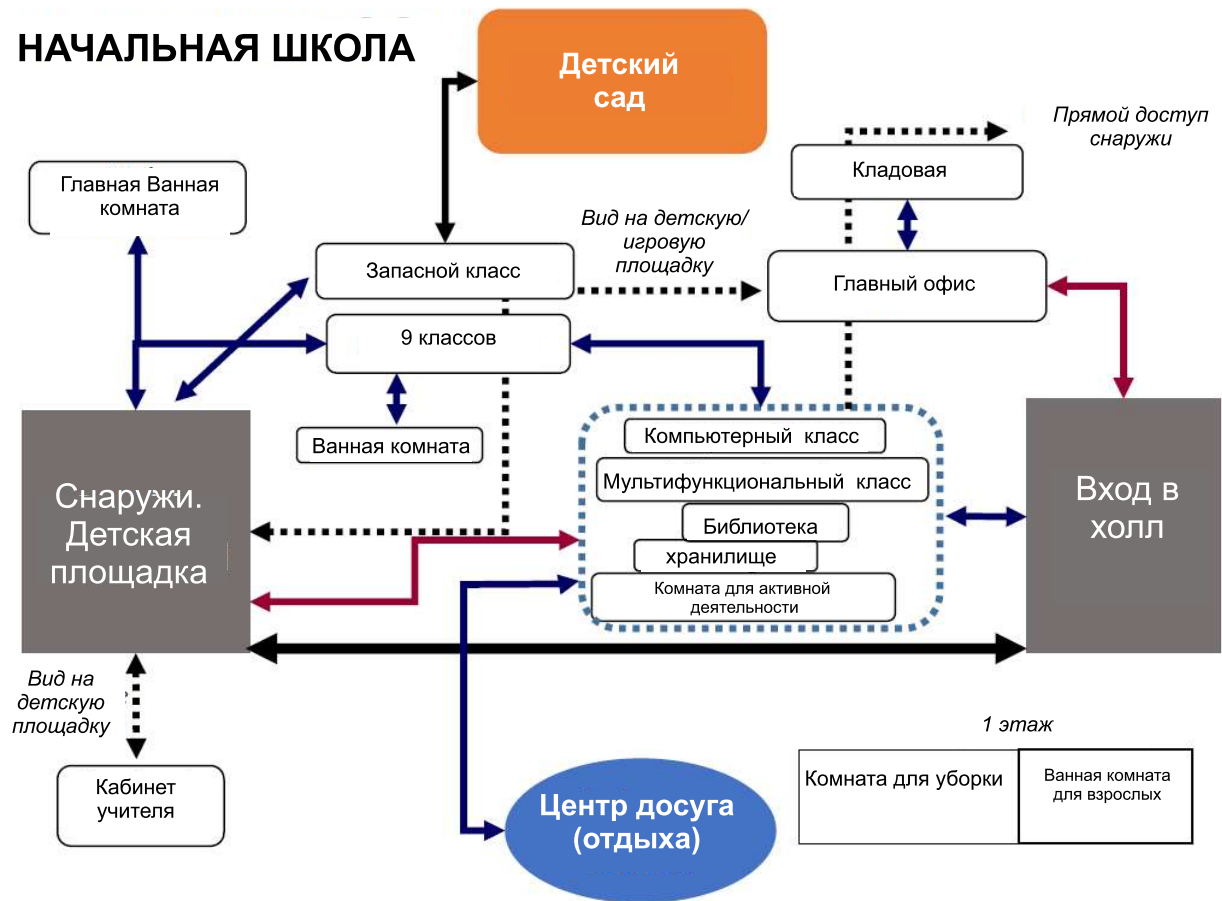 НАЧАЛЬНАЯ ШКОЛА
Детский
сад
Прямой доступ
снаружи
Кладовая
Главная Ванная
комната
Вид на детскую/
игровую
площадку
Запасной класс
Главный офис
9 классов
Ванная комната
Компьютерный класс
Мультифункциональный класс
Библиотека
хранилище
Комната для активной
деятельности
Снаружи.
Детская
площадка
Вход в
холл
Вид на
детскую
площадку
Кабинет
учителя
Центр досуга
(отдыха)
1 этаж
Комната для уборки
Ванная комната
для взрослых